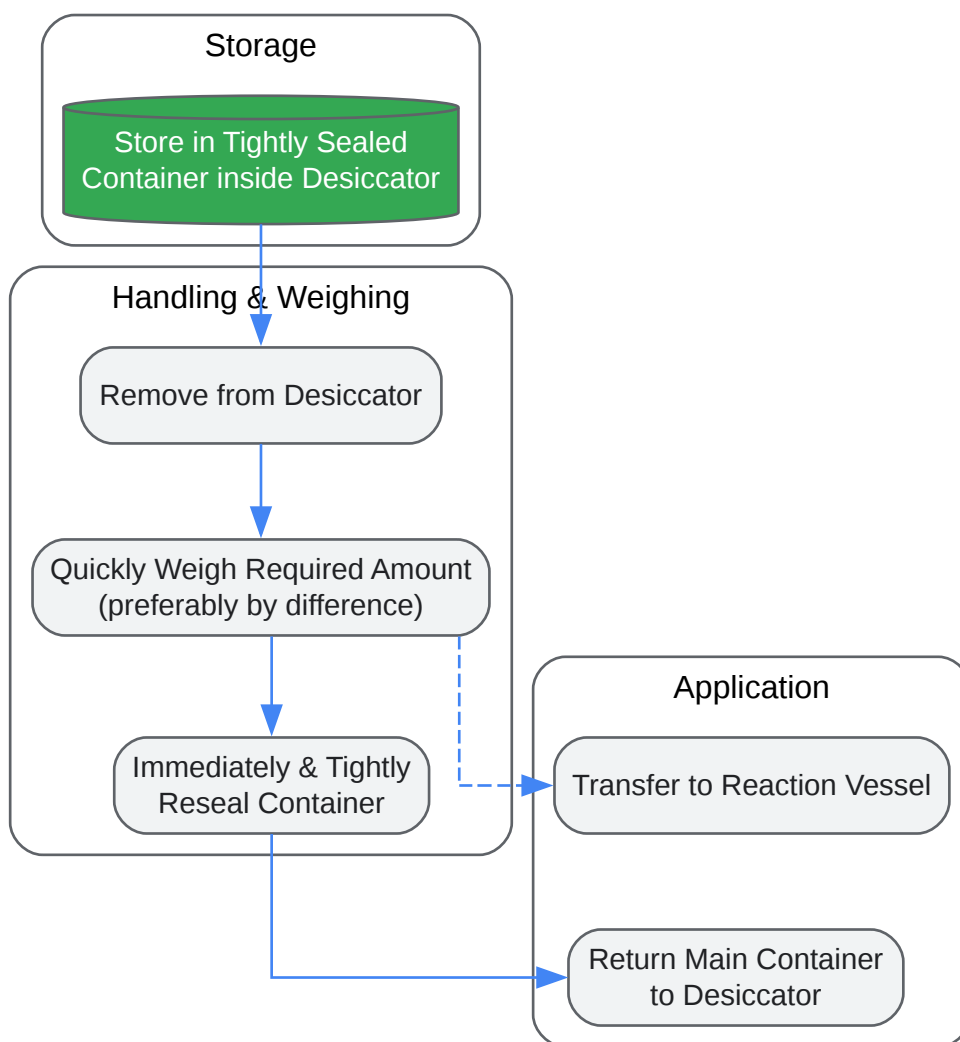 Storage
Store in Tightly Sealed
Container inside Desiccator
Handling & Weighing
Remove from Desiccator
Quickly Weigh Required Amount
(preferably by difference)
Immediately & Tightly
Reseal Container
Application
Transfer to Reaction Vessel
Return Main Container
to Desiccator